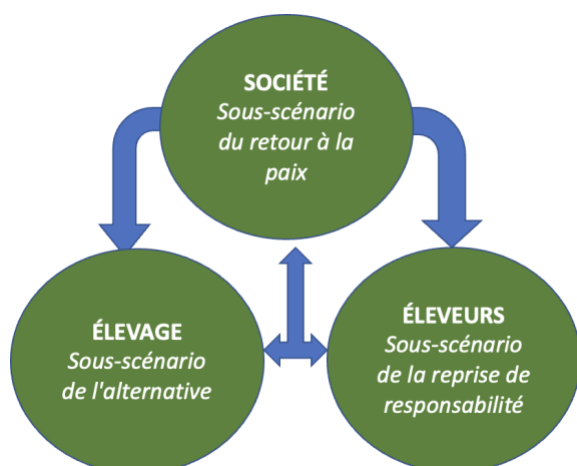 SOCIÉTÉ
Sous-scénario
du retour à la
paix
ÉLEVAGE
Sous-scénario
de l'alternative
ÉLEVEURS
Sous-scénario
de la reprise de
responsabilité